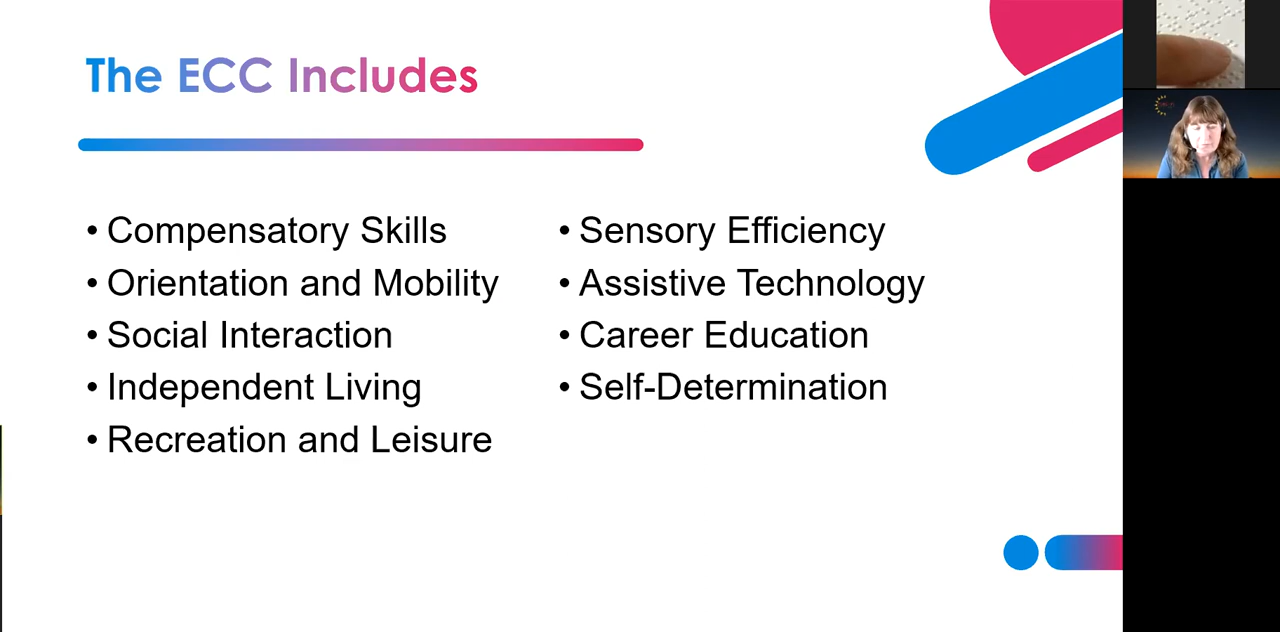 The ECC Includes
• Compensatory Skills
• Orientation and Mobility
• Social Interaction
• Independent Living
• Recreation and Leisure
• Sensory Efficiency
• Assistive Technology
• Career Education
• Self-Determination